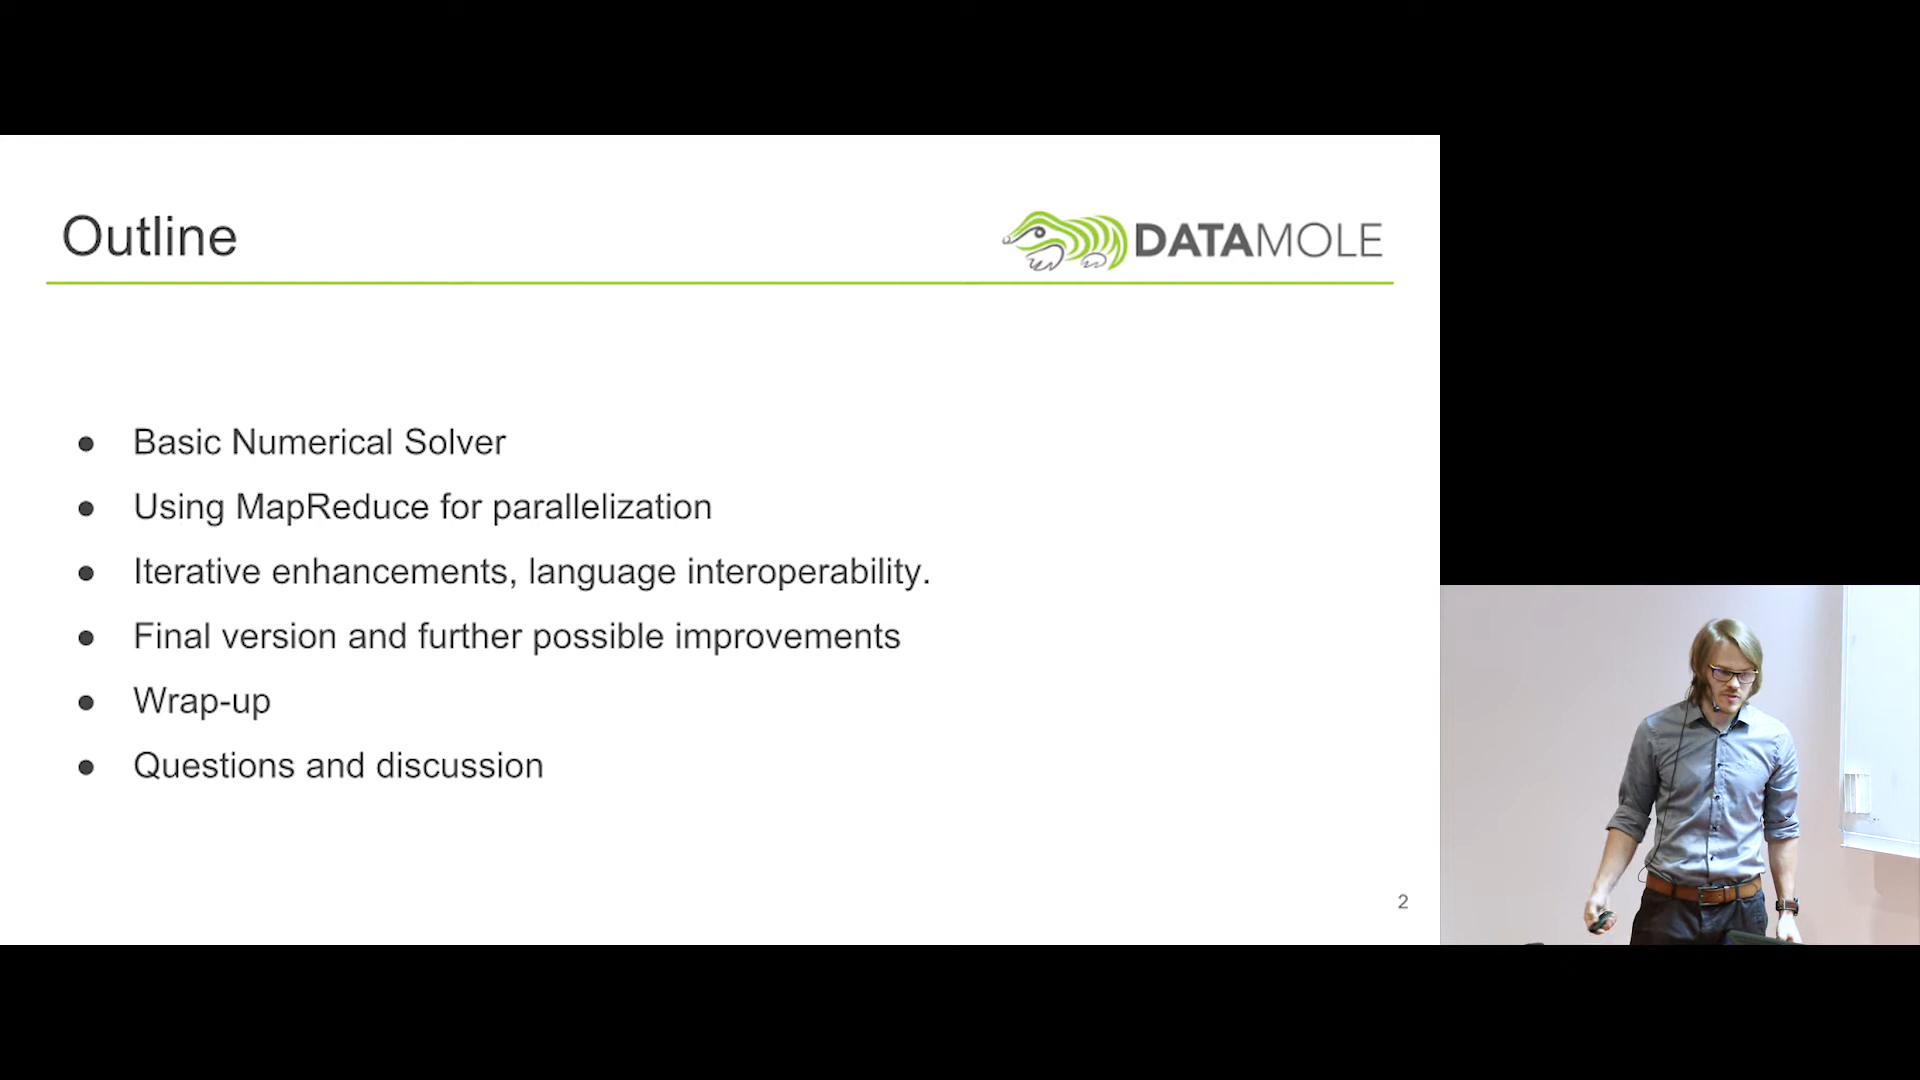 Outline
DATAMOLE
● Basic Numerical Solver
● Using MapReduce for parallelization
● Iterative enhancements, language interoperability.
● Final version and further possible improvements
● Wrap-up
● Questions and discussion
2